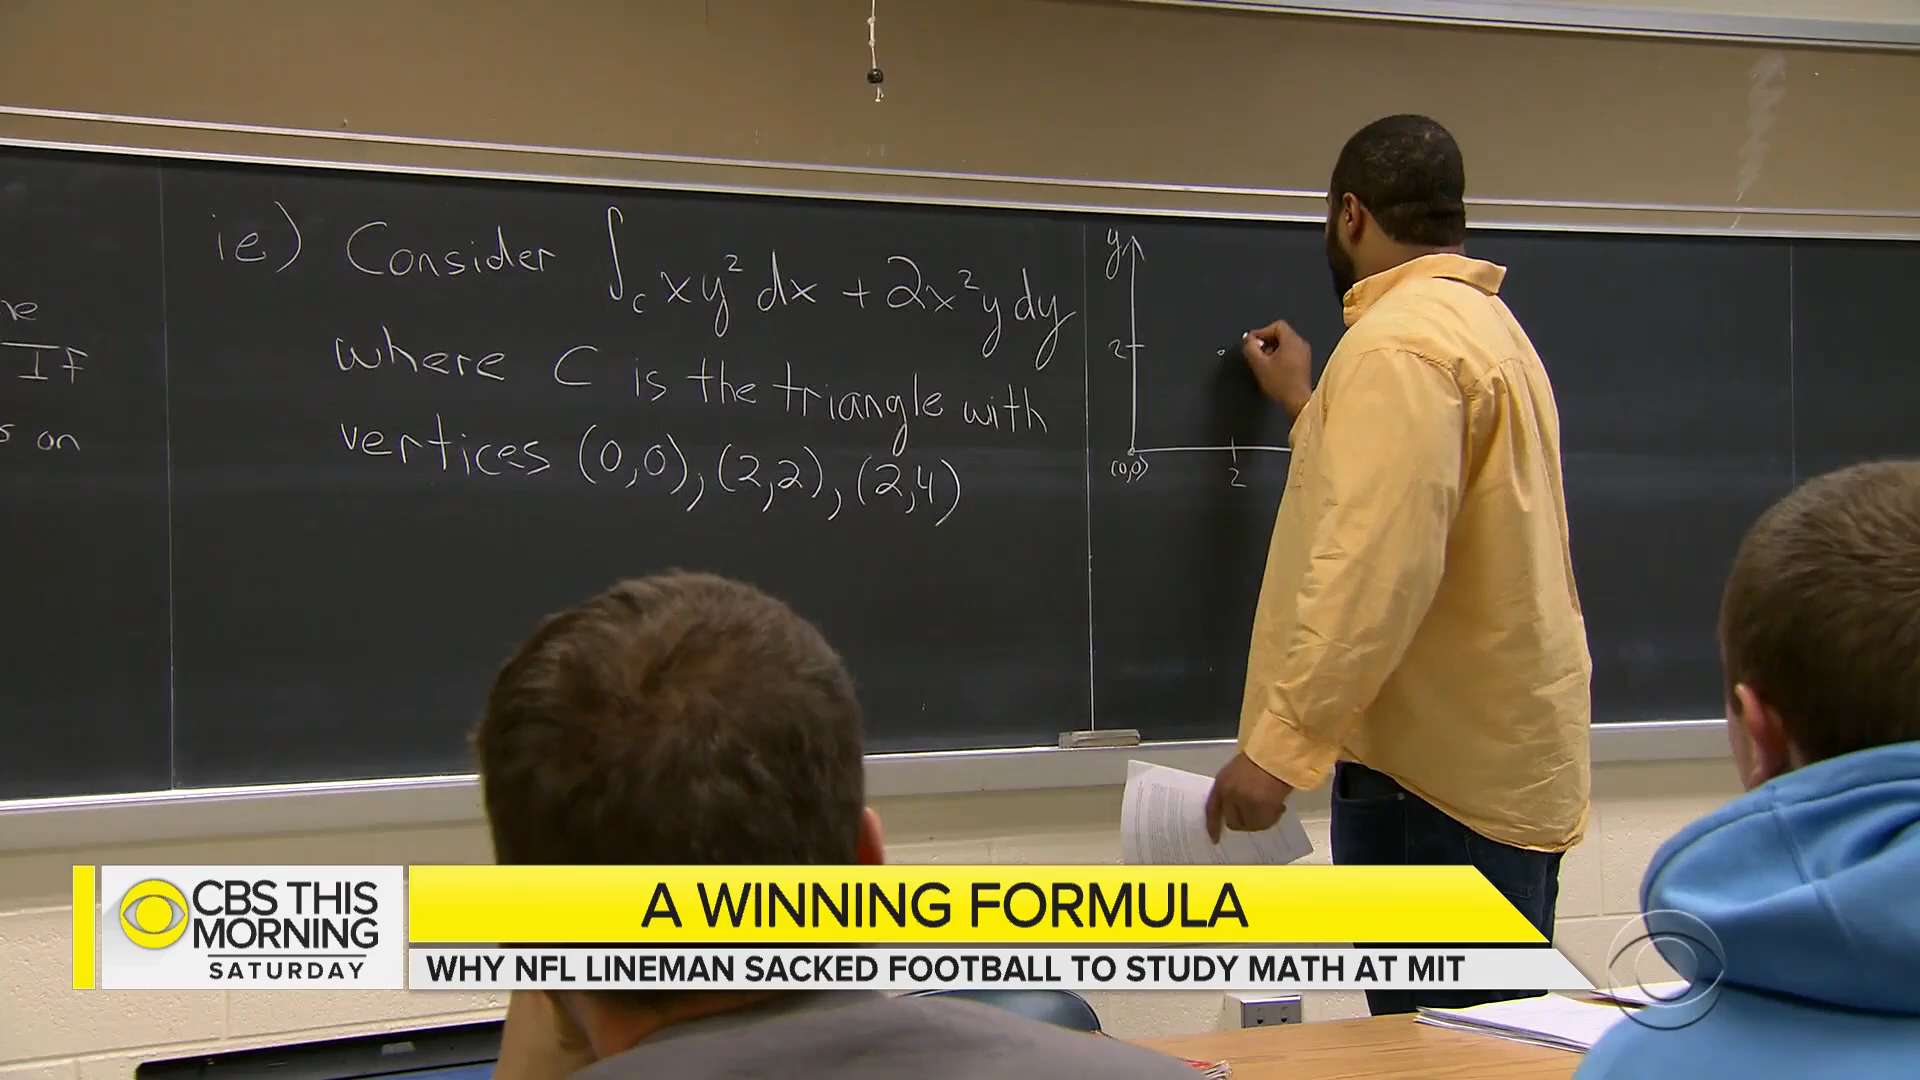 ie) Consider ∫c xy² dx + 2x²y dy
where C is the triangle with
vertices (0,0), (2,2), (2,4)
If
on
y
2
(0,0)
2
A WINNING FORMULA
WHY NFL LINEMAN SACKED FOOTBALL TO STUDY MATH AT MIT
CBS THIS
MORNING
SATURDAY